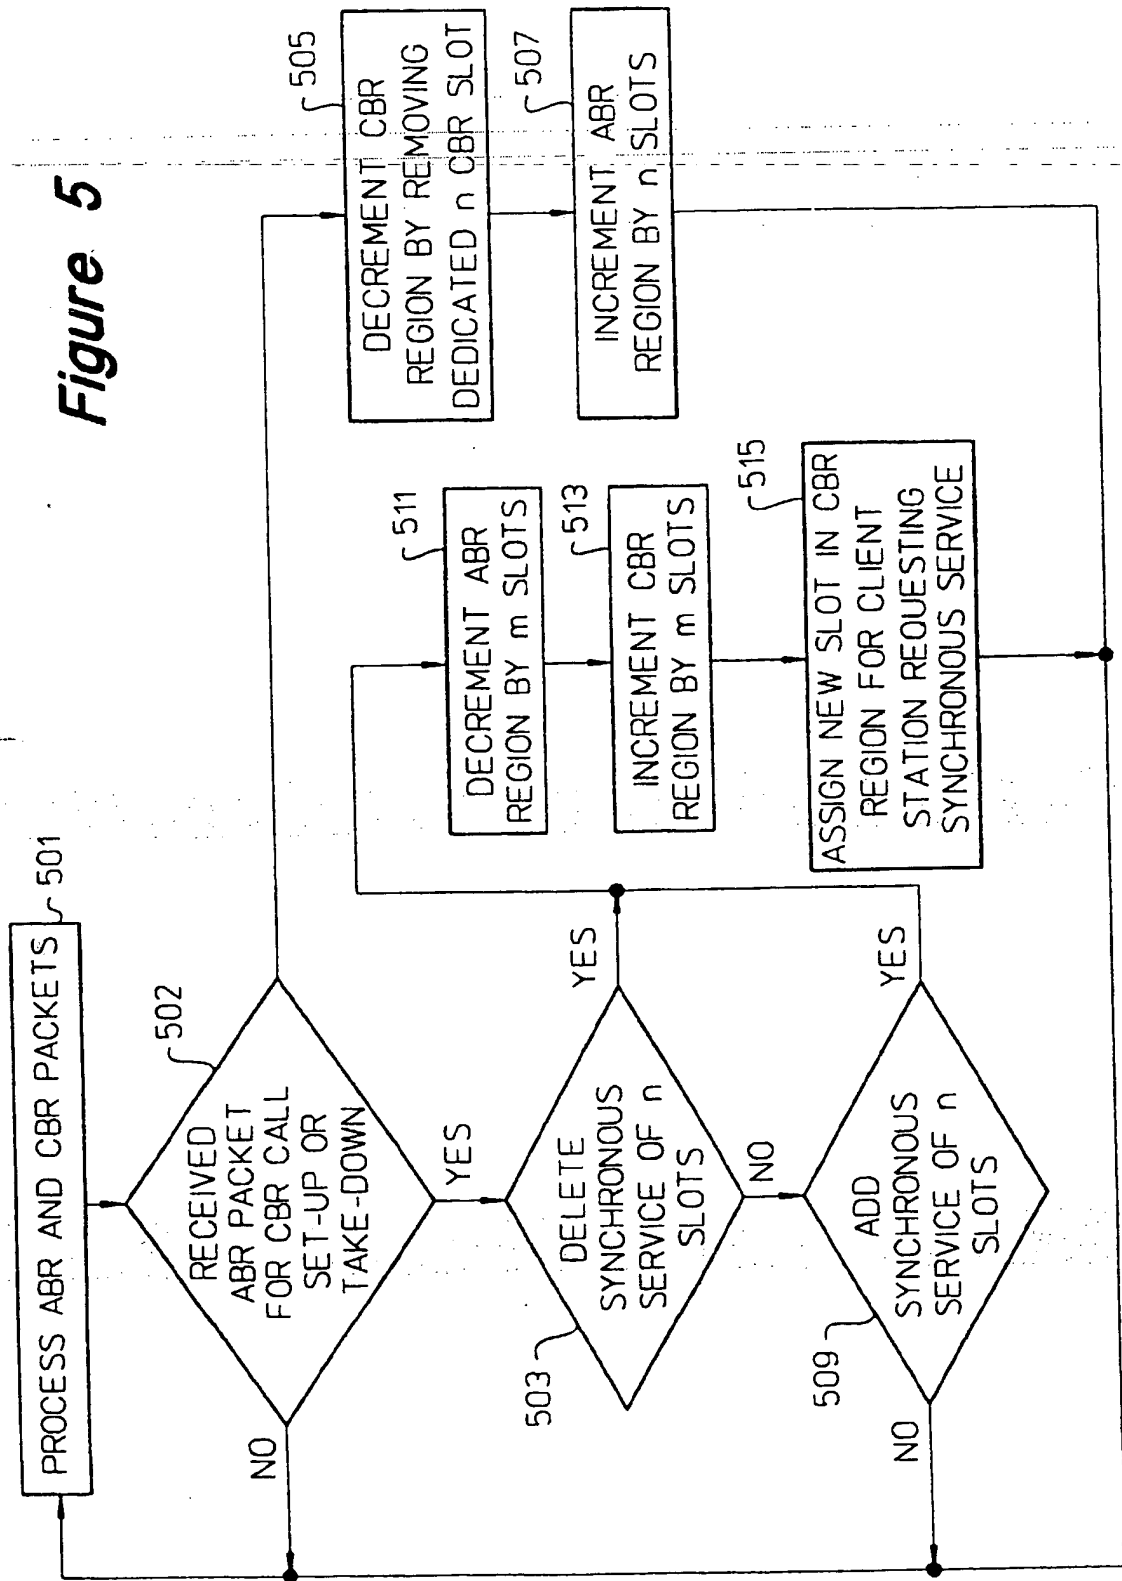 Figure 5
PROCESS ABR AND CBR PACKETS
501
RECEIVED
ABR PACKET
FOR CBR CALL
SET-UP OR
TAKE-DOWN
502
NO
YES
DELETE
SYNCHRONOUS
SERVICE OF n
SLOTS
503
YES
NO
ADD
SYNCHRONOUS
SERVICE OF n
SLOTS
509
YES
NO
DECREMENT CBR
REGION BY REMOVING
DEDICATED n CBR SLOT
505
INCREMENT ABR
REGION BY n SLOTS
507
DECREMENT ABR
REGION BY m SLOTS
511
INCREMENT CBR
REGION BY m SLOTS
513
ASSIGN NEW SLOT IN CBR
REGION FOR CLIENT
STATION REQUESTING
SYNCHRONOUS SERVICE
515